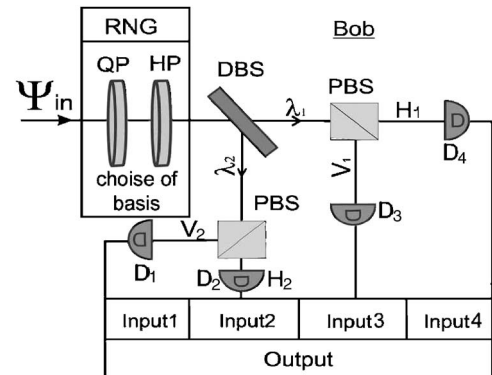 RNG
Bob
QP HP
DBS
PBS
Ψin
λ1
H1
D4
choise of
basis
λ2
V1
PBS
D3
V2
D1
D2 H2
Input1 Input2 Input3 Input4
Output